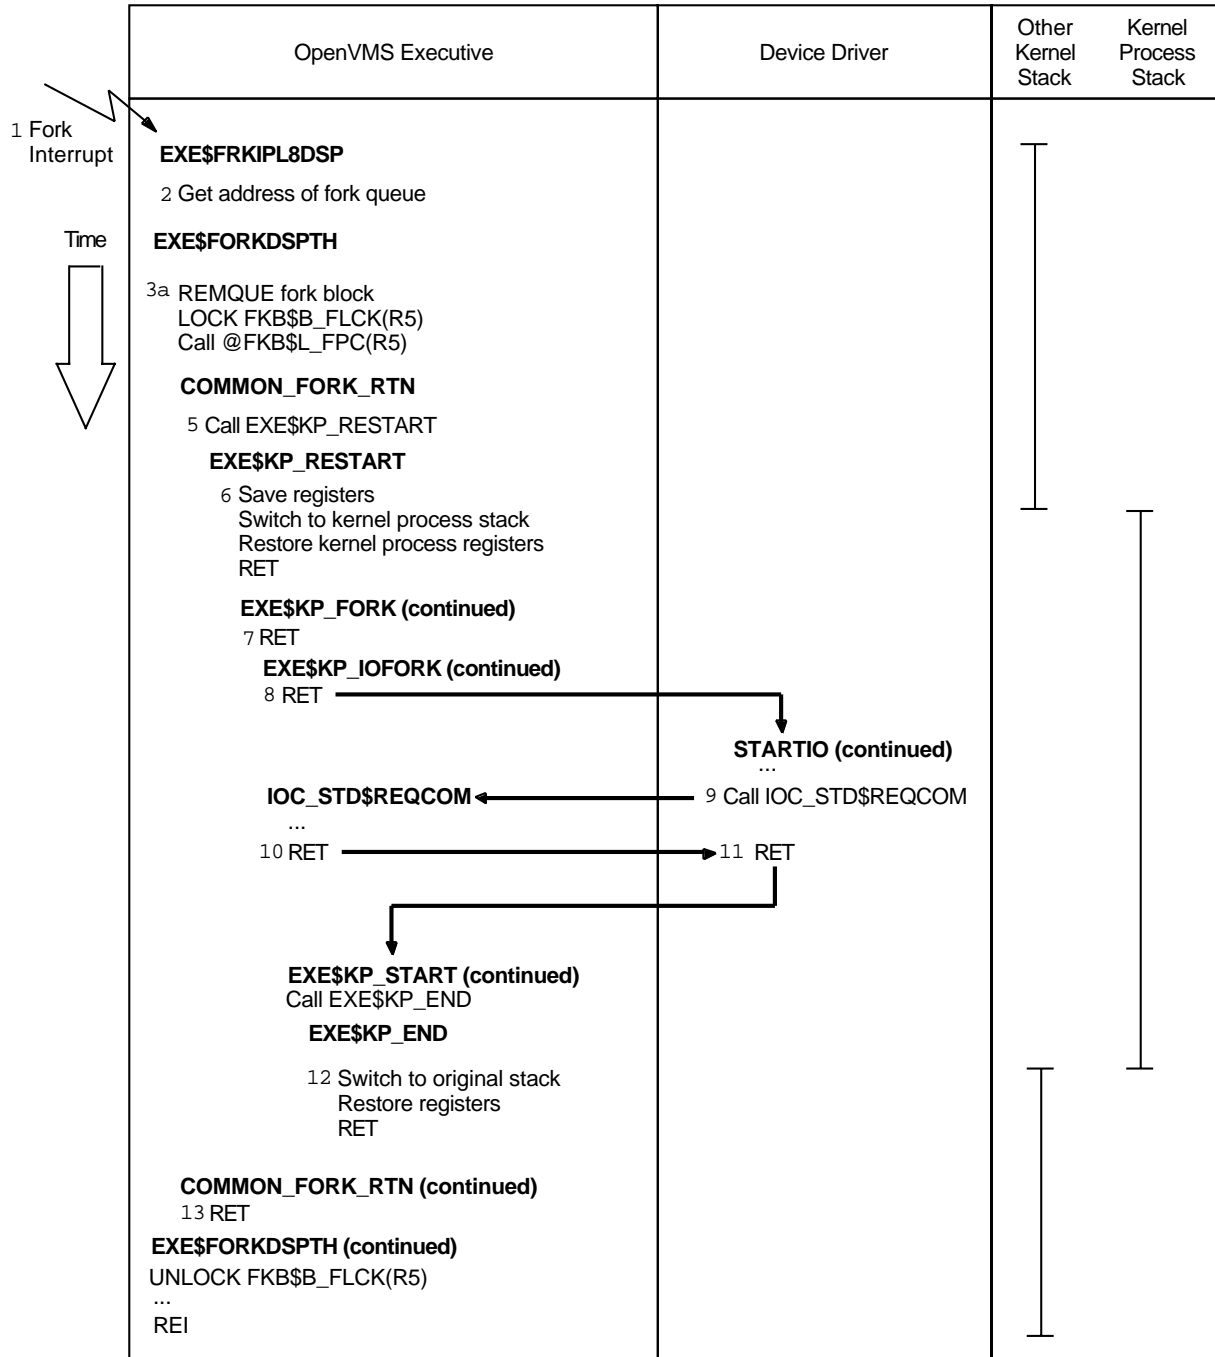 OpenVMS Executive
Device Driver
Other
Kernel
Stack
Kernel
Process
Stack
1 Fork
Interrupt
EXE$FRKIPL8DSP
2 Get address of fork queue
Time
EXE$FORKDSPTH
3a REMQUE fork block
LOCK FKB$B_FLCK(R5)
Call @FKB$L_FPC(R5)
COMMON_FORK_RTN
5 Call EXE$KP_RESTART
EXE$KP_RESTART
6 Save registers
Switch to kernel process stack
Restore kernel process registers
RET
EXE$KP_FORK (continued)
7 RET
EXE$KP_IOFORK (continued)
8 RET
STARTIO (continued)
...
IOC_STD$REQCOM
9 Call IOC_STD$REQCOM
...
10 RET
11 RET
EXE$KP_START (continued)
Call EXE$KP_END
EXE$KP_END
12 Switch to original stack
Restore registers
RET
COMMON_FORK_RTN (continued)
13 RET
EXE$FORKDSPTH (continued)
UNLOCK FKB$B_FLCK(R5)
...
REI